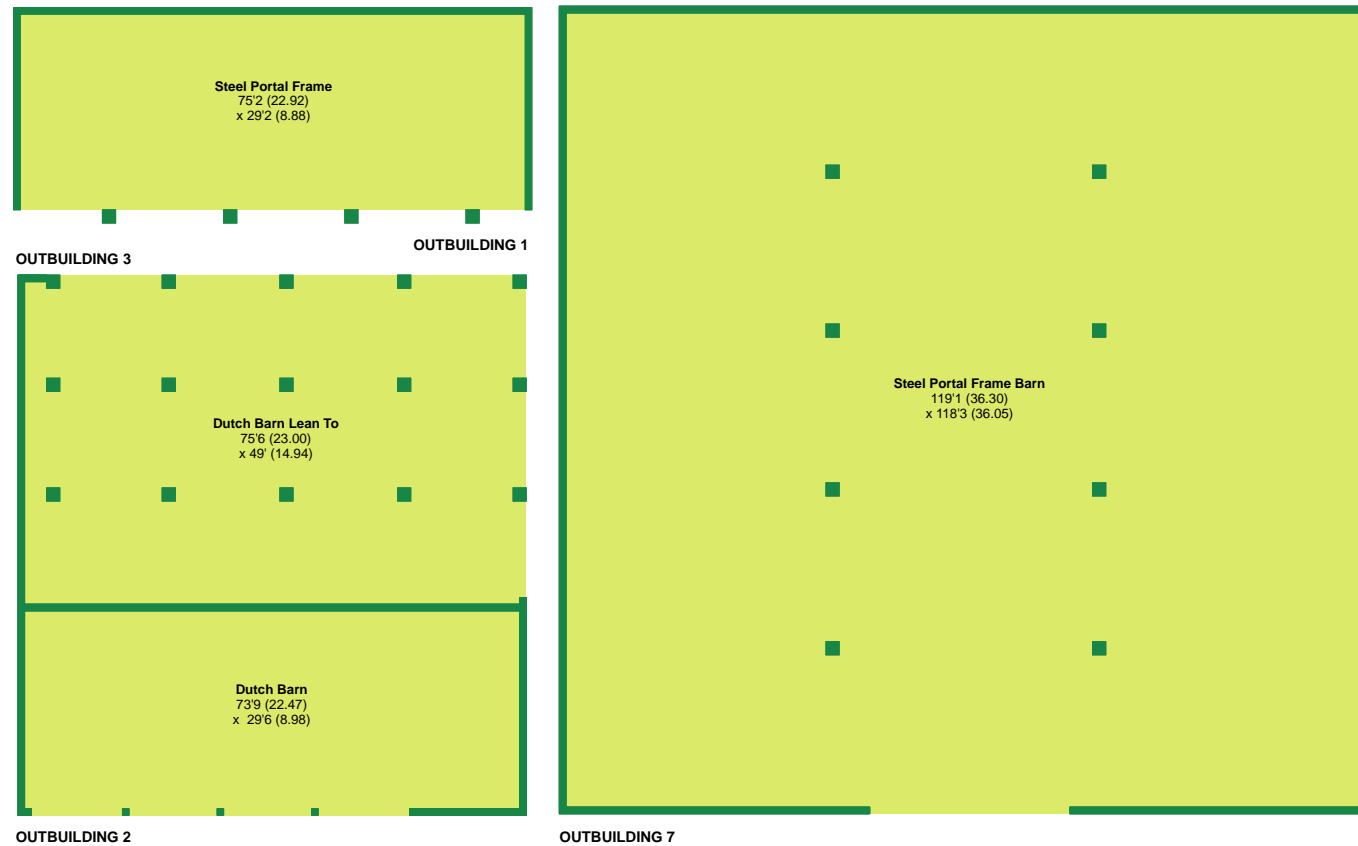 Steel Portal Frame
75'2 (22.92)
x 29'2 (8.88)
OUTBUILDING 1
OUTBUILDING 3
Dutch Barn Lean To
75'6 (23.00)
x 49' (14.94)
Dutch Barn
73'9 (22.47)
x 29'6 (8.98)
OUTBUILDING 2
Steel Portal Frame Barn
119'1 (36.30)
x 118'3 (36.05)
OUTBUILDING 7